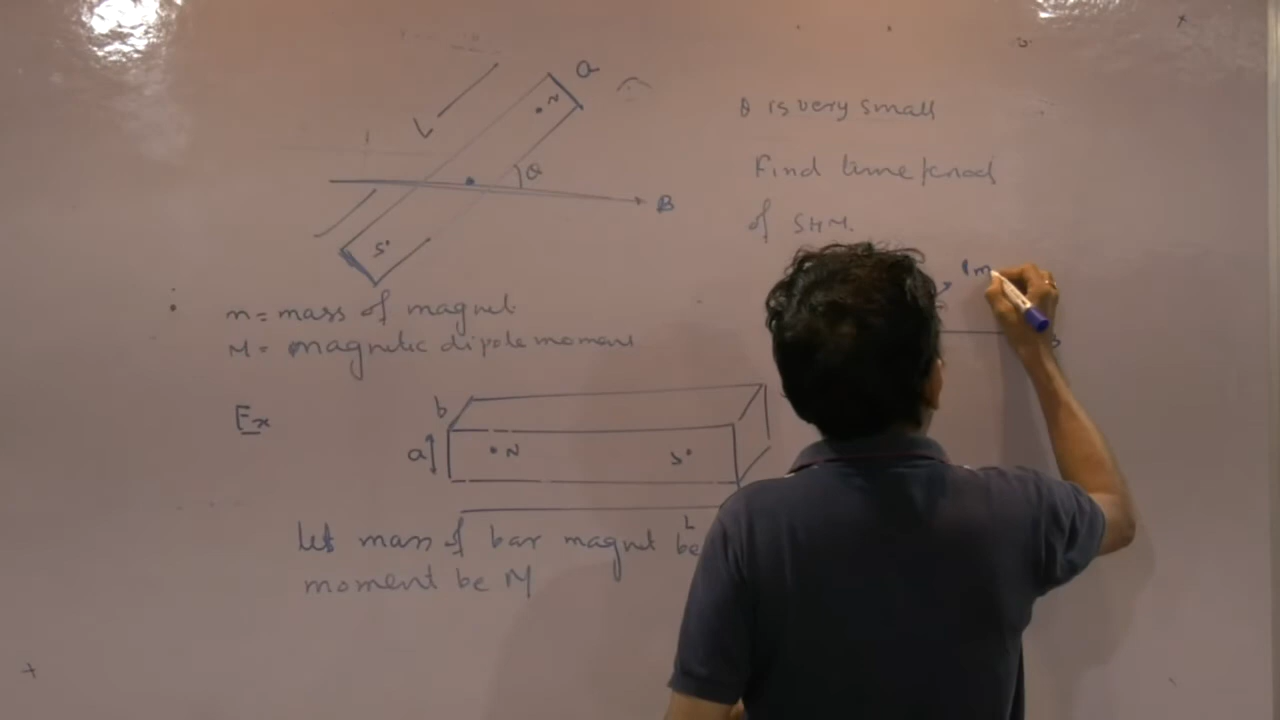 a
N
L
θ
B
S
θ is very small
Find time period
of SHM.
m = mass of magnet
M = magnetic dipole moment
Ex
b
a
N
S
L
let mass of bar magnet be
moment be M